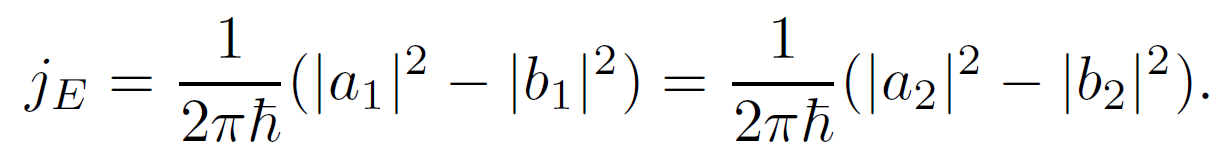 j_E = \frac{1}{2\pi\hbar}(|a_1|^2 - |b_1|^2) = \frac{1}{2\pi\hbar}(|a_2|^2 - |b_2|^2).